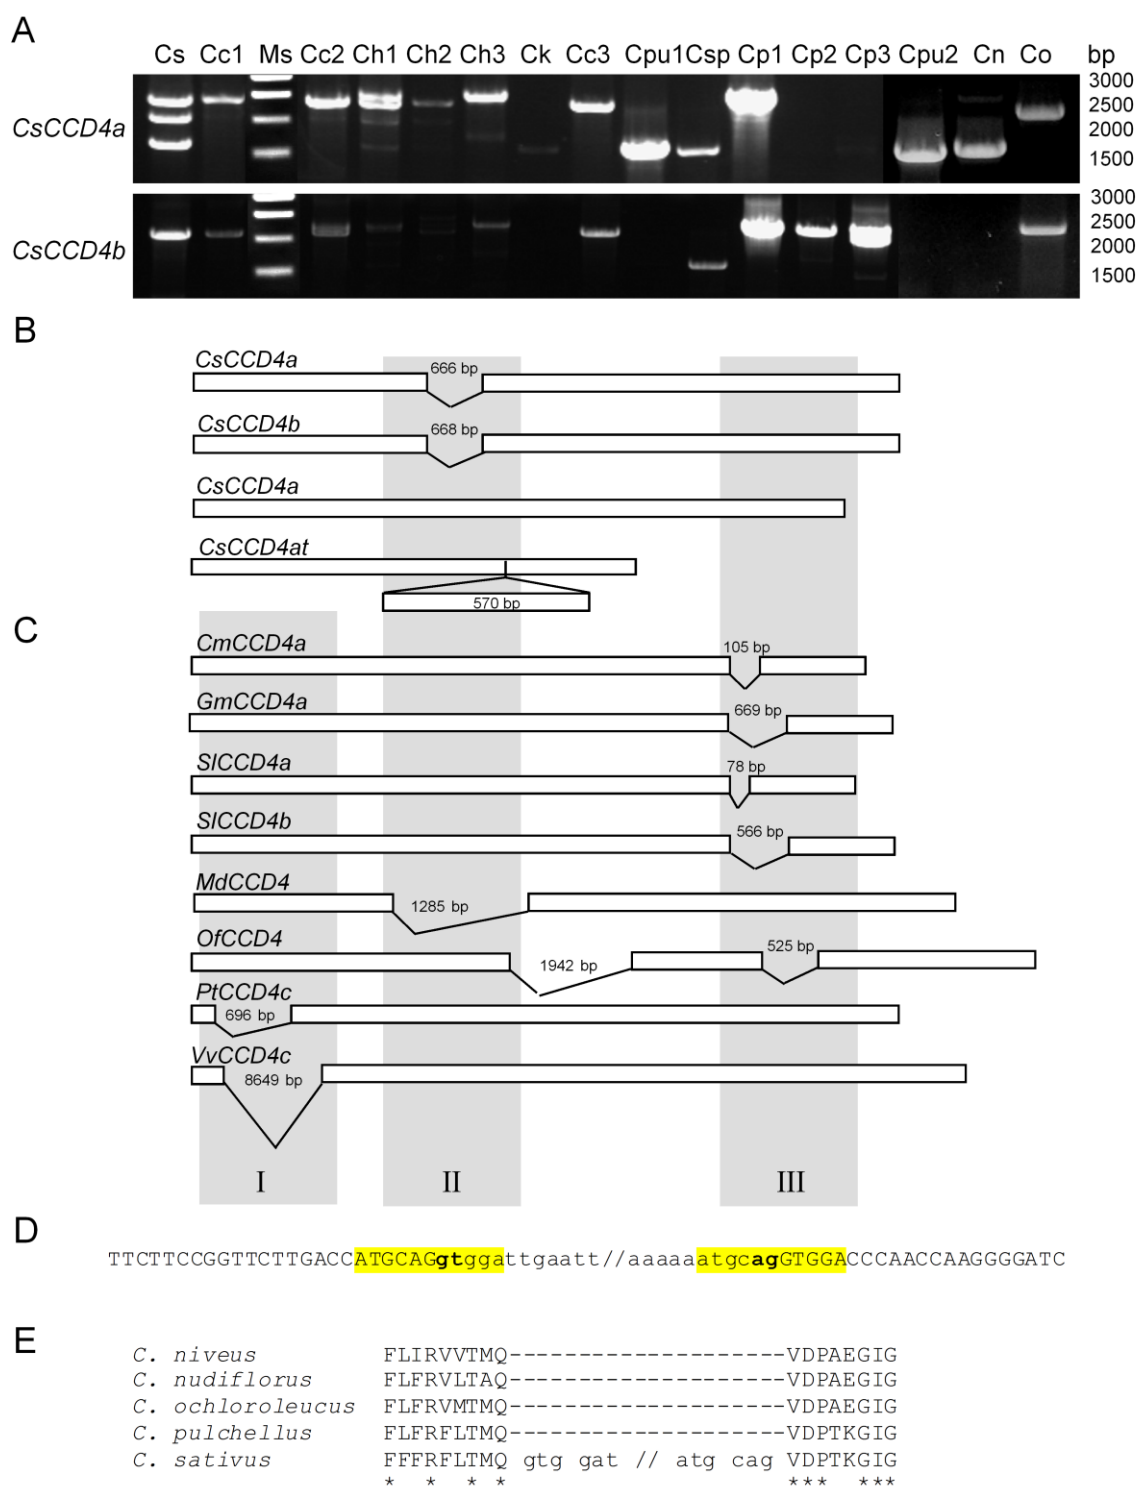 A
Cs Cc1 Ms Cc2 Ch1 Ch2 Ch3 Ck Cc3 Cpu1 Csp Cp1 Cp2 Cp3 Cpu2 Cn Co bp
CsCCD4a
3000
2500
2000
1500
CsCCD4b
3000
2500
2000
1500
B
CsCCD4a
666 bp
CsCCD4b
668 bp
CsCCD4a
CsCCD4at
570 bp
C
CmCCD4a
105 bp
GmCCD4a
669 bp
SlCCD4a
78 bp
SlCCD4b
566 bp
MdCCD4
1285 bp
OfCCD4
1942 bp
525 bp
PtCCD4c
696 bp
VvCCD4c
8649 bp
I II III
D
TTCTTCCGGTTCTTGACCATGCAGgtggattgaatt//aaaaaatgcagGTGGACCCAACCAAGGGGATC
E
C. niveus FLIRVVTMQ--------------------VDPAEGIG
C. nudiflorus FLFRVLTAQ--------------------VDPAEGIG
C. ochloroleucus FLFRVMTMQ--------------------VDPAEGIG
C. pulchellus FLFRFLTMQ--------------------VDPTKGIG
C. sativus FFFRFLTMQ gtg gat // atg cag VDPTKGIG
* * * * *** ***